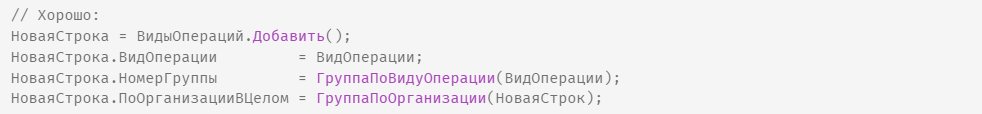 // Хорошо:
НоваяСтрока = ВидыОпераций.Добавить();
НоваяСтрока.ВидОперации         = ВидОперации;
НоваяСтрока.НомерГруппы         = ГруппаПоВидуОперации(ВидОперации);
НоваяСтрока.ПоОрганизацииВЦелом = ГруппаПоОрганизации(НоваяСтрок);